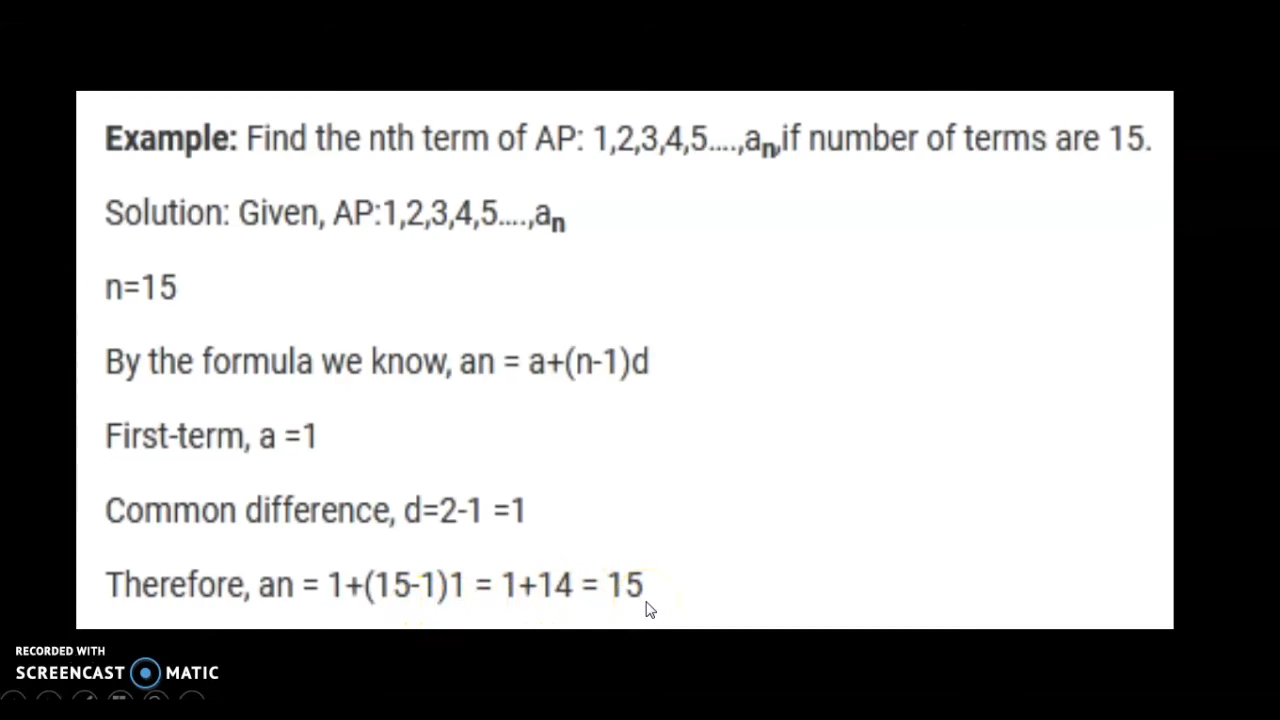 Example: Find the nth term of AP: 1,2,3,4,5....,an,if number of terms are 15.
Solution: Given, AP:1,2,3,4,5....,an
n=15
By the formula we know, an = a+(n-1)d
First-term, a =1
Common difference, d=2-1 =1
Therefore, an = 1+(15-1)1 = 1+14 = 15
RECORDED WITH
SCREENCAST MATIC